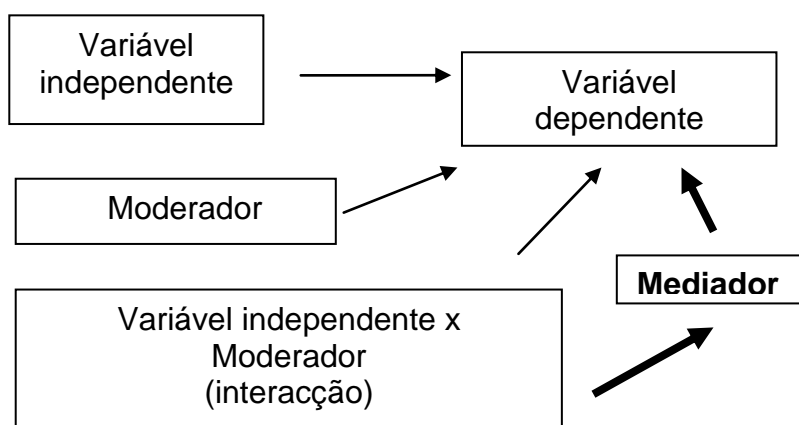 Variável
independente
Variável
dependente
Moderador
Mediador
Variável independente x
Moderador
(interacção)